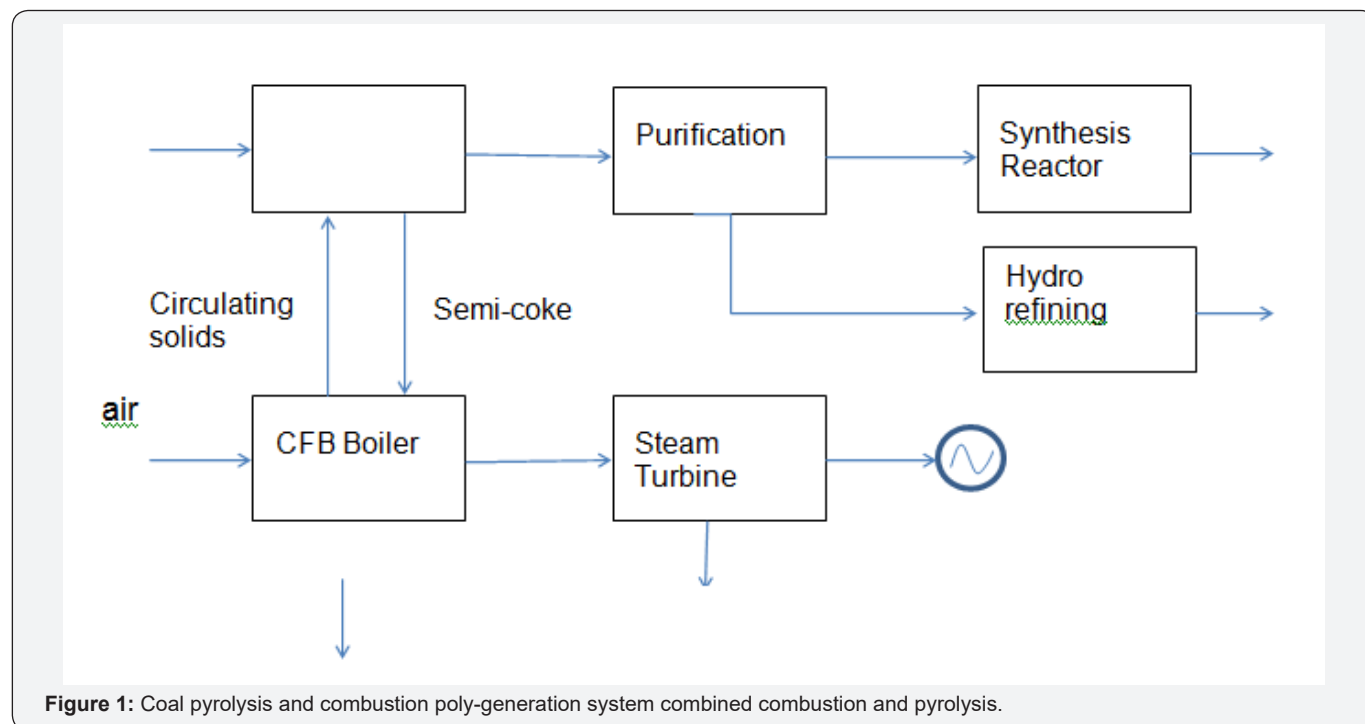 Purification
Synthesis
Reactor
Hydro
refining
Circulating
solids
Semi-coke
air
CFB Boiler
Steam
Turbine
Figure 1: Coal pyrolysis and combustion poly-generation system combined combustion and pyrolysis.